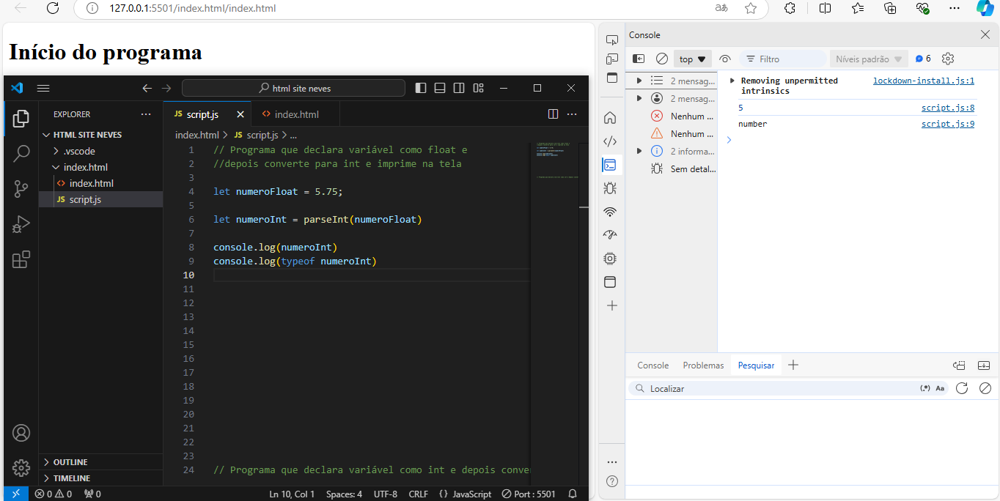 127.0.0.1:5501/index.html/index.html
aあ
Início do programa
html site neves
EXPLORER
HTML SITE NEVES
.vscode
index.html
index.html
JS script.js
OUTLINE
TIMELINE
JS script.js
index.html
index.html > JS script.js > ...
1 // Programa que declara variável como float e
2 //depois converte para int e imprime na tela
3
4 let numeroFloat = 5.75;
5
6 let numeroInt = parseInt(numeroFloat)
7
8 console.log(numeroInt)
9 console.log(typeof numeroInt)
10
11
12
13
14
15
16
17
18
19
20
21
22
23
24 // Programa que declara variável como int e depois conver
0 0 0
Ln 10, Col 1 Spaces: 4 UTF-8 CRLF {} JavaScript Port : 5501
Console
top Filtro Níveis padrão 6
2 mensag...
2 mensag...
Nenhum ...
Nenhum ...
2 informa...
Sem detal...
Removing unpermitted lockdown-install.js:1
intrinsics
5 script.js:8
number script.js:9
Console Problemas Pesquisar
Localizar (.*) Aa